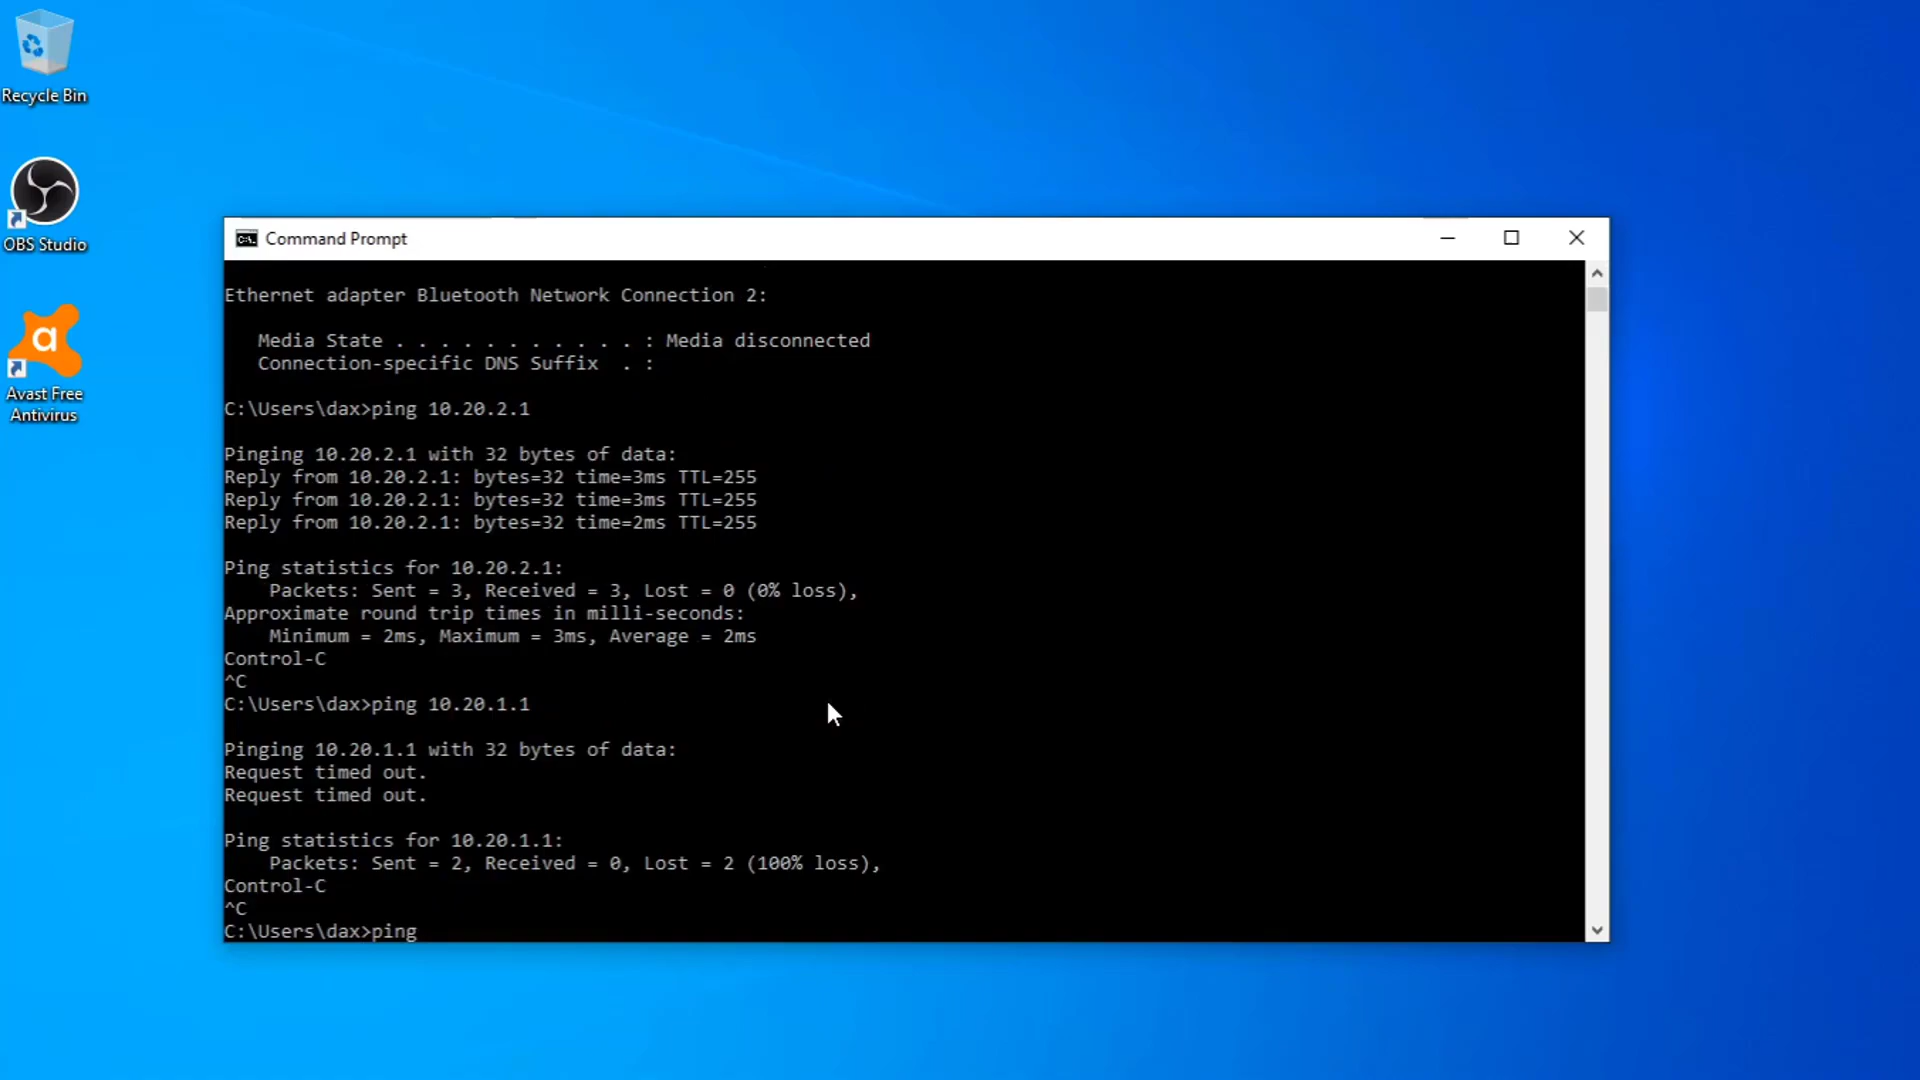 Recycle Bin
OBS Studio
Avast Free
Antivirus
Command Prompt
Ethernet adapter Bluetooth Network Connection 2:
   Media State . . . . . . . . . . . : Media disconnected
   Connection-specific DNS Suffix  . :
C:\Users\dax>ping 10.20.2.1
Pinging 10.20.2.1 with 32 bytes of data:
Reply from 10.20.2.1: bytes=32 time=3ms TTL=255
Reply from 10.20.2.1: bytes=32 time=3ms TTL=255
Reply from 10.20.2.1: bytes=32 time=2ms TTL=255
Ping statistics for 10.20.2.1:
    Packets: Sent = 3, Received = 3, Lost = 0 (0% loss),
Approximate round trip times in milli-seconds:
    Minimum = 2ms, Maximum = 3ms, Average = 2ms
Control-C
^C
C:\Users\dax>ping 10.20.1.1
Pinging 10.20.1.1 with 32 bytes of data:
Request timed out.
Request timed out.
Ping statistics for 10.20.1.1:
    Packets: Sent = 2, Received = 0, Lost = 2 (100% loss),
Control-C
^C
C:\Users\dax>ping